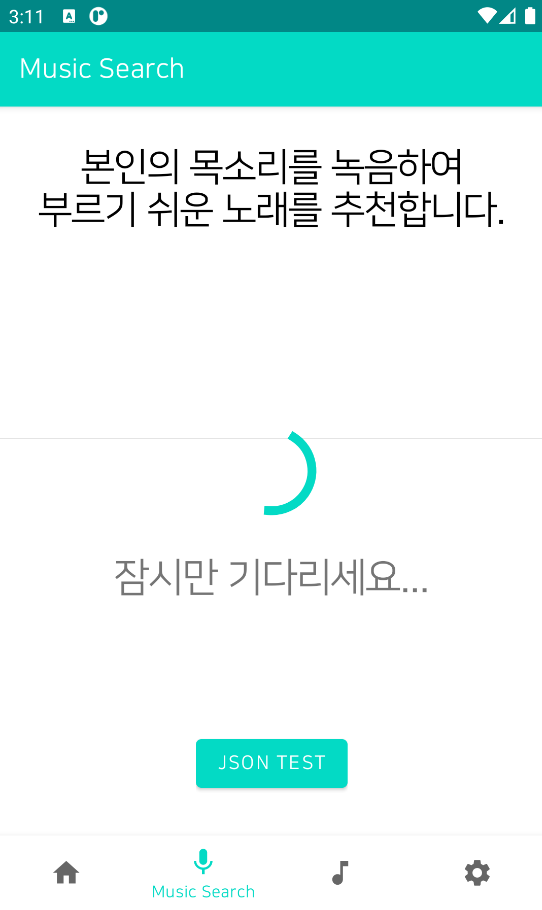 3:11
Music Search
본인의 목소리를 녹음하여
부르기 쉬운 노래를 추천합니다.
잠시만 기다리세요...
JSON TEST
Music Search